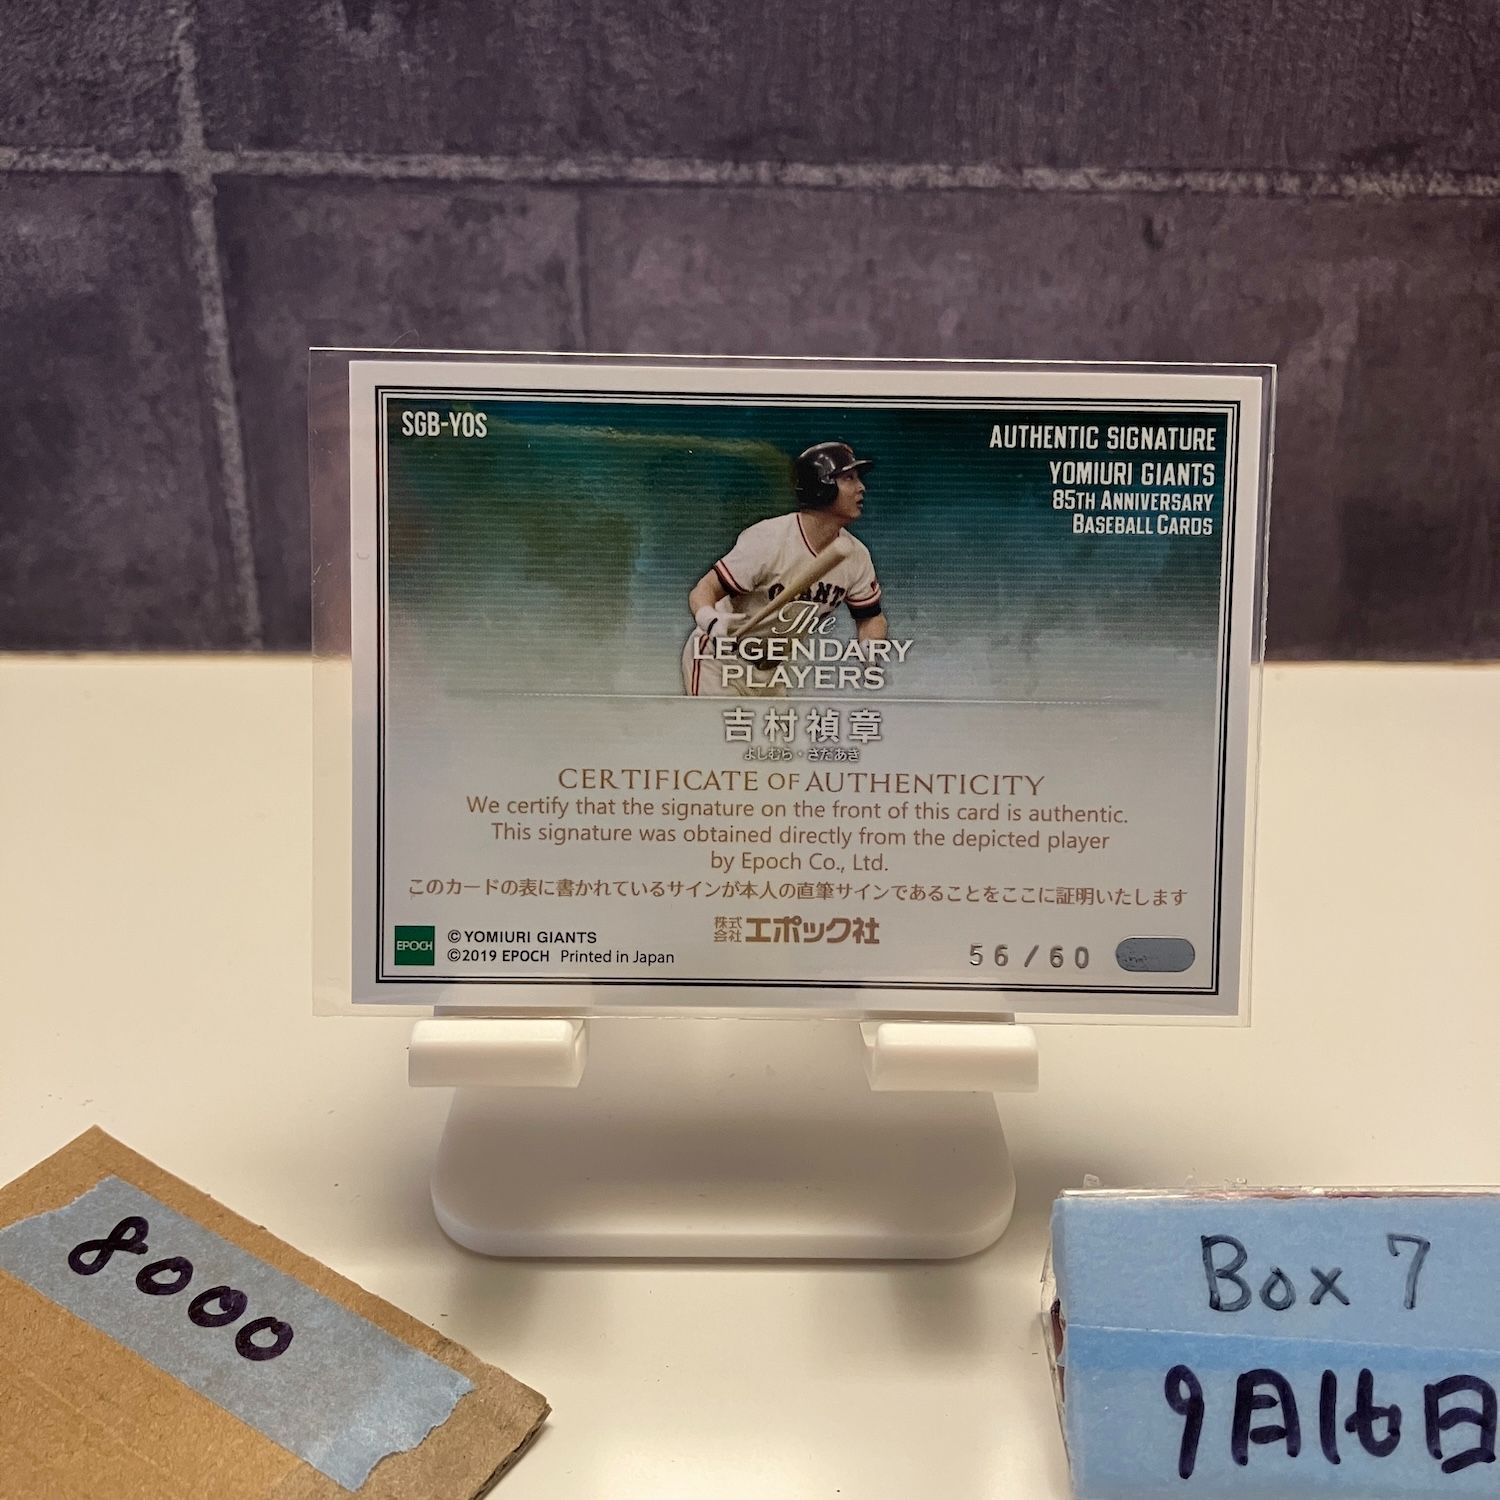 SGB-YOS
AUTHENTIC SIGNATURE
YOMIURI GIANTS
85TH ANNIVERSARY
BASEBALL CARDS
GIANT
The
LEGENDARY
PLAYERS
吉村禎章
よしむら・さだあき
CERTIFICATE OF AUTHENTICITY
We certify that the signature on the front of this card is authentic.
This signature was obtained directly from the depicted player
by Epoch Co., Ltd.
このカードの表に書かれているサインが本人の直筆サインであることをここに証明いたします
株式会社エポック社
EPOCH
©YOMIURI GIANTS
©2019 EPOCH Printed in Japan
56/60
8000
Box 7
9月16日